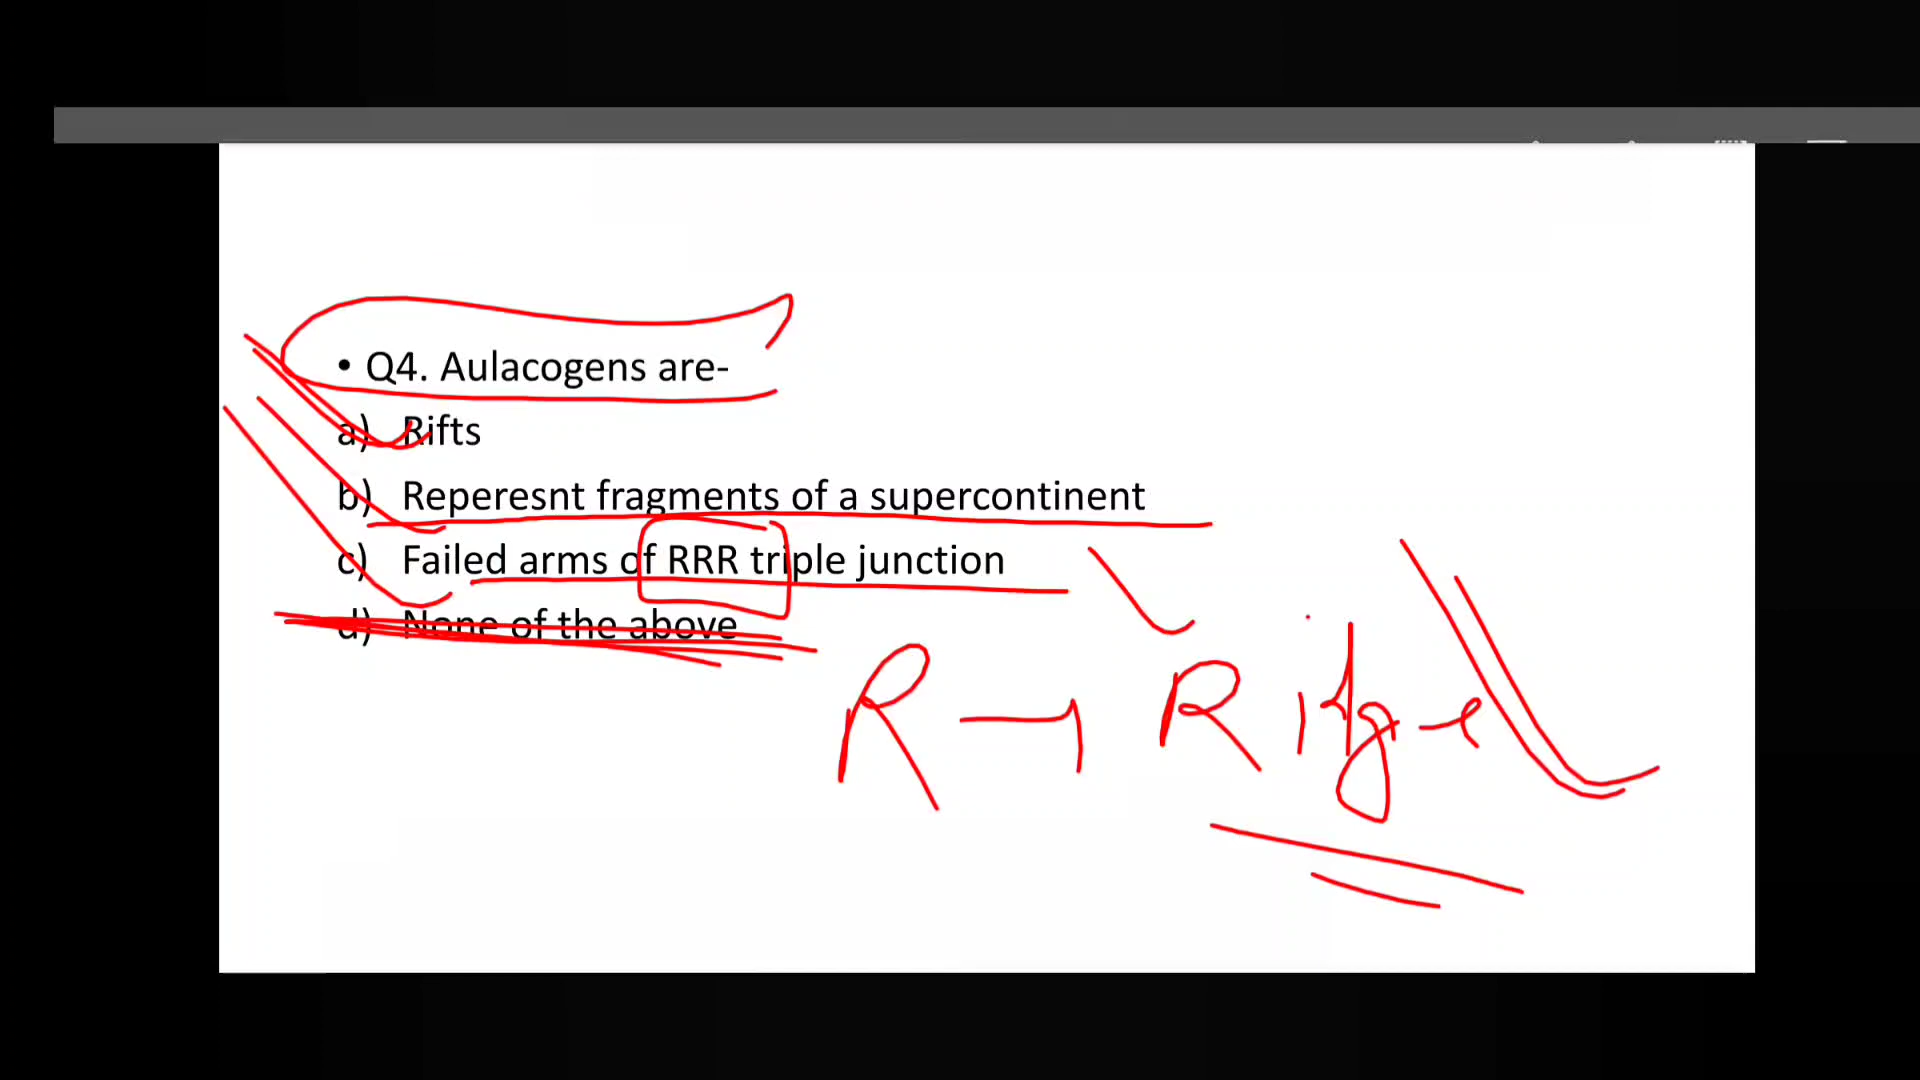 • Q4. Aulacogens are-
a) Rifts
b) Reperesnt fragments of a supercontinent
c) Failed arms of RRR triple junction
d) None of the above
R → Ridge